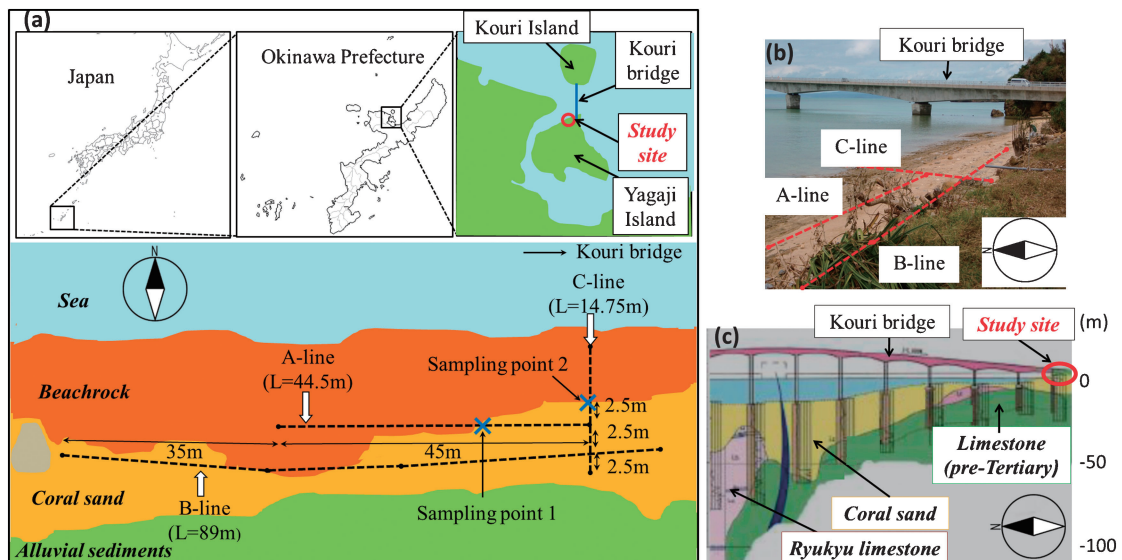 (a)
Japan
Okinawa Prefecture
Kouri Island
Kouri
bridge
Study
site
Yagaji
Island
N
Kouri bridge
Sea
C-line
(L=14.75m)
A-line
(L=44.5m)
Sampling point 2
Beachrock
2.5m
2.5m
35m
45m
2.5m
Coral sand
B-line
(L=89m)
Sampling point 1
Alluvial sediments
(b)
Kouri bridge
C-line
A-line
B-line
N
(c)
Kouri bridge
Study site
(m)
0
Limestone
(pre-Tertiary)
-50
Coral sand
Ryukyu limestone
N
-100